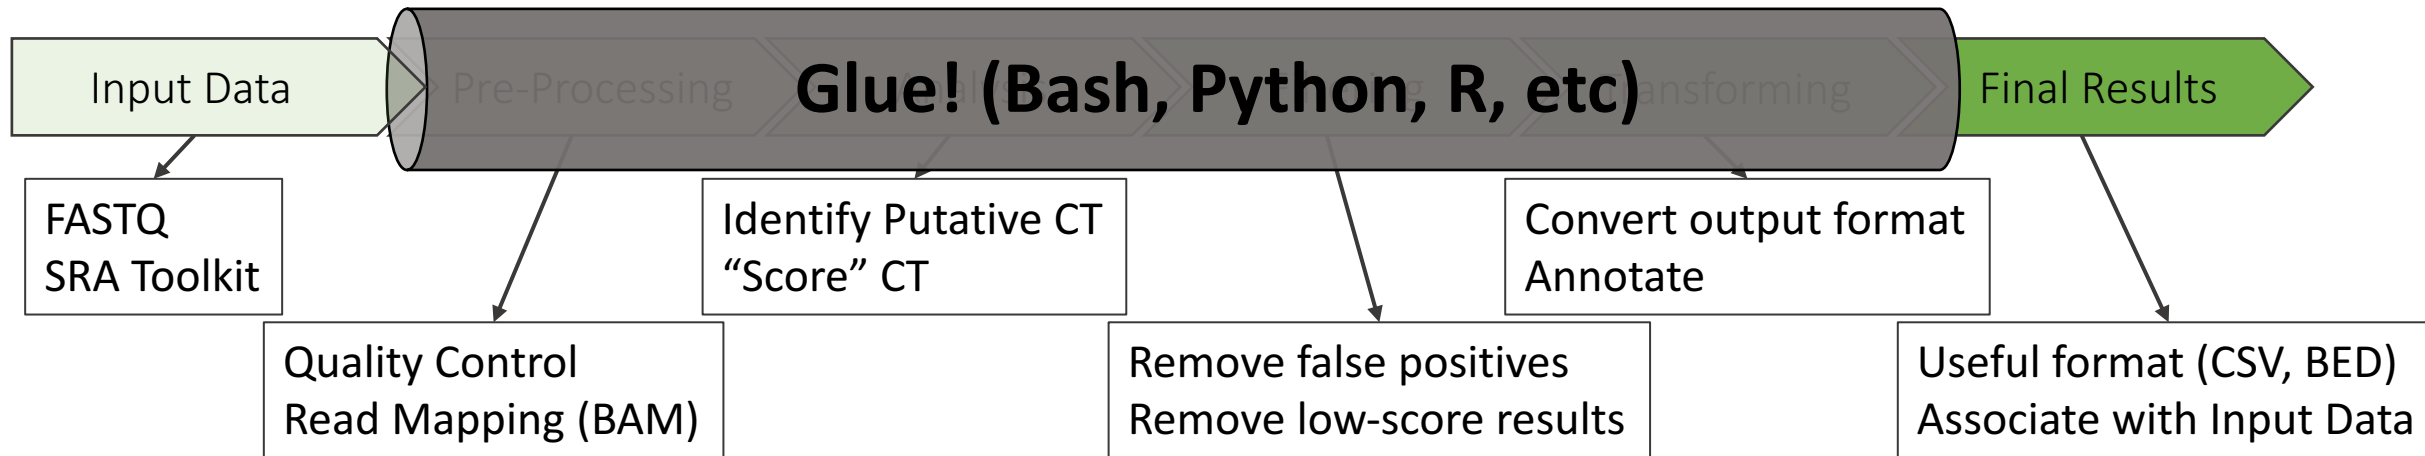 Input Data
Pre-Processing
Glue! (Bash, Python, R, etc)
Transforming
Final Results
FASTQ
SRA Toolkit
Identify Putative CT
“Score” CT
Convert output format
Annotate
Quality Control
Read Mapping (BAM)
Remove false positives
Remove low-score results
Useful format (CSV, BED)
Associate with Input Data